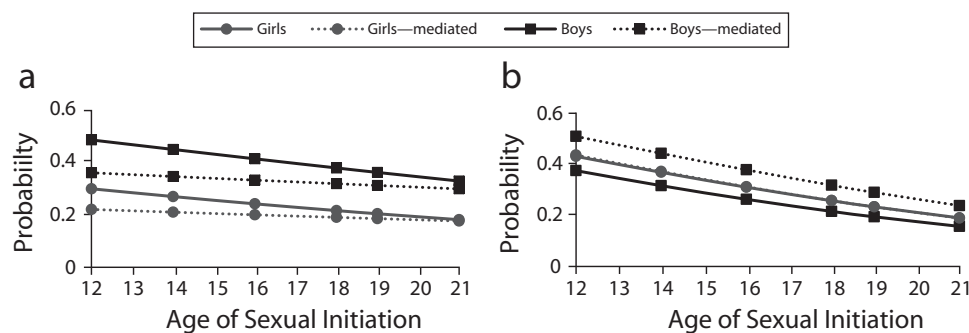 Girls Girls—mediated Boys Boys—mediated
a
b
0.6
0.4
0.2
0
Probability
12 13 14 15 16 17 18 19 20 21
Age of Sexual Initiation
0.6
0.4
0.2
0
Probability
12 13 14 15 16 17 18 19 20 21
Age of Sexual Initiation